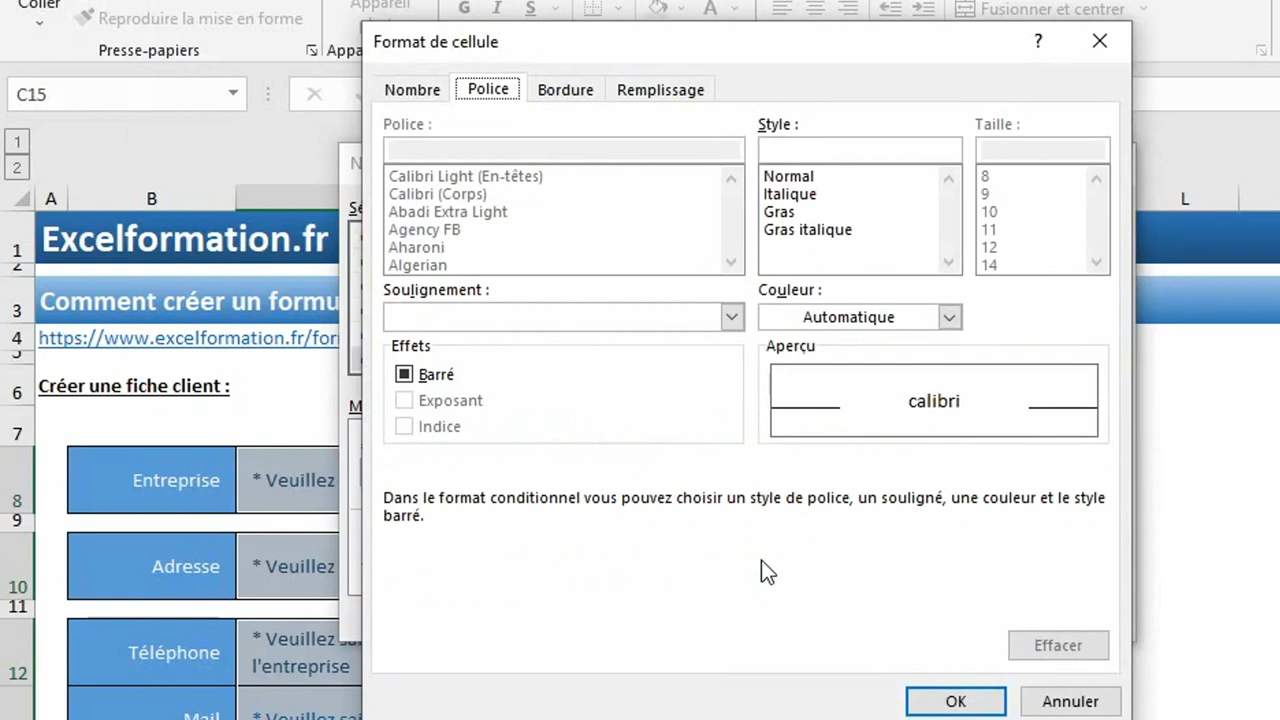 Coller
Reproduire la mise en forme
Presse-papiers
Appareil
Appa
G I S
A
Fusionner et centrer
C15
Format de cellule
?
Nombre
Police
Bordure
Remplissage
Police :
Style :
Taille :
Calibri Light (En-têtes)
Calibri (Corps)
Abadi Extra Light
Agency FB
Aharoni
Algerian
Normal
Italique
Gras
Gras italique
8
9
10
11
12
14
Soulignement :
Couleur :
Automatique
Effets
Barré
Exposant
Indice
Aperçu
calibri
Dans le format conditionnel vous pouvez choisir un style de police, un souligné, une couleur et le style
barré.
Effacer
OK
Annuler
1
2
A
B
L
1
2
3
4
5
6
7
8
9
10
11
12
Excelformation.fr
Comment créer un formu
https://www.excelformation.fr/for
Créer une fiche client :
Entreprise
* Veuillez
Adresse
* Veuillez
Téléphone
* Veuillez sai
l'entreprise
Mail
* Veuillez sai